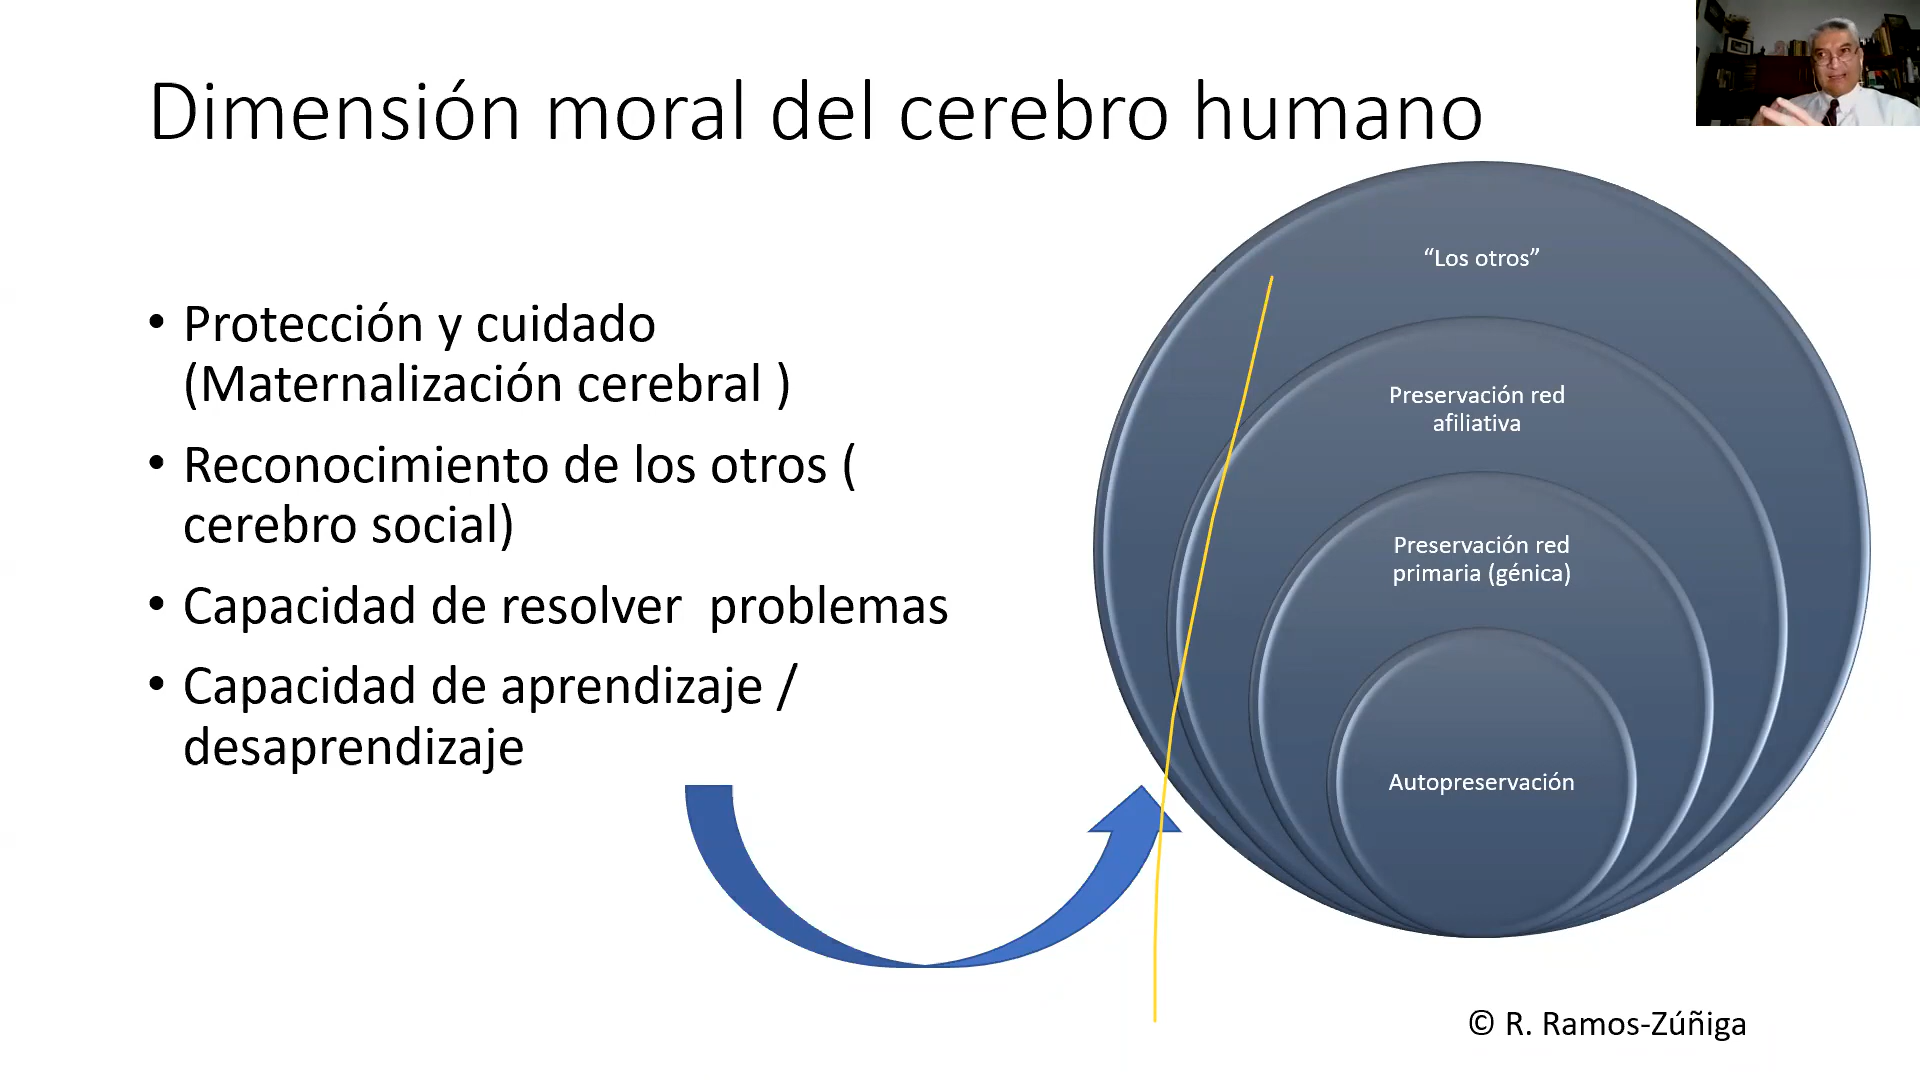 Dimensión moral del cerebro humano
• Protección y cuidado
(Maternalización cerebral )
• Reconocimiento de los otros (
cerebro social)
• Capacidad de resolver  problemas
• Capacidad de aprendizaje /
desaprendizaje
“Los otros”
Preservación red
afiliativa
Preservación red
primaria (génica)
Autopreservación
© R. Ramos-Zúñiga